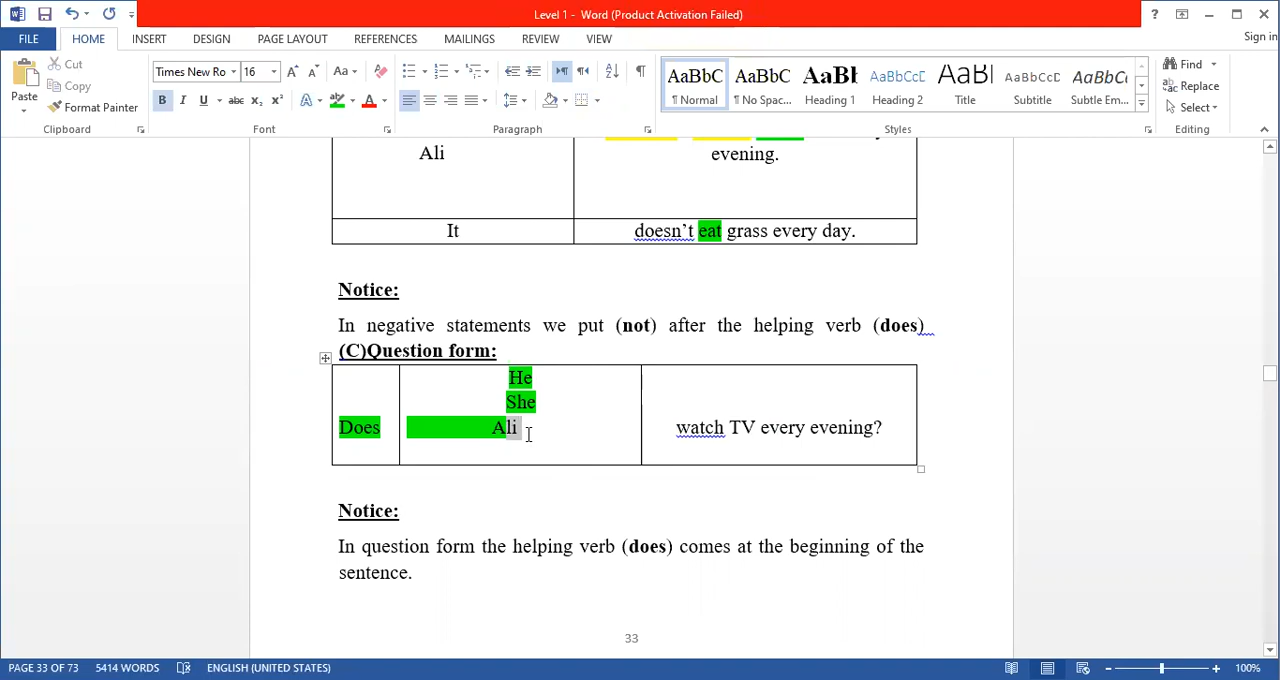 Level 1 - Word (Product Activation Failed)
FILE HOME INSERT DESIGN PAGE LAYOUT REFERENCES MAILINGS REVIEW VIEW Sign in
Cut
Copy
Paste
Format Painter
Times New Ro 16
Find
Replace
Select
AaBbC AaBbC AaBbl AaBbCcD AaBl AaBbCcD AaBbCc
¶ Normal ¶ No Spac... Heading 1 Heading 2 Title Subtitle Subtle Em...
Clipboard Font Paragraph Styles Editing
Ali
evening.
It doesn’t eat grass every day.
Notice:
In negative statements we put (not) after the helping verb (does)
(C)Question form:
He
She
Does Ali watch TV every evening?
Notice:
In question form the helping verb (does) comes at the beginning of the
sentence.
33
PAGE 33 OF 73 5414 WORDS ENGLISH (UNITED STATES) 100%